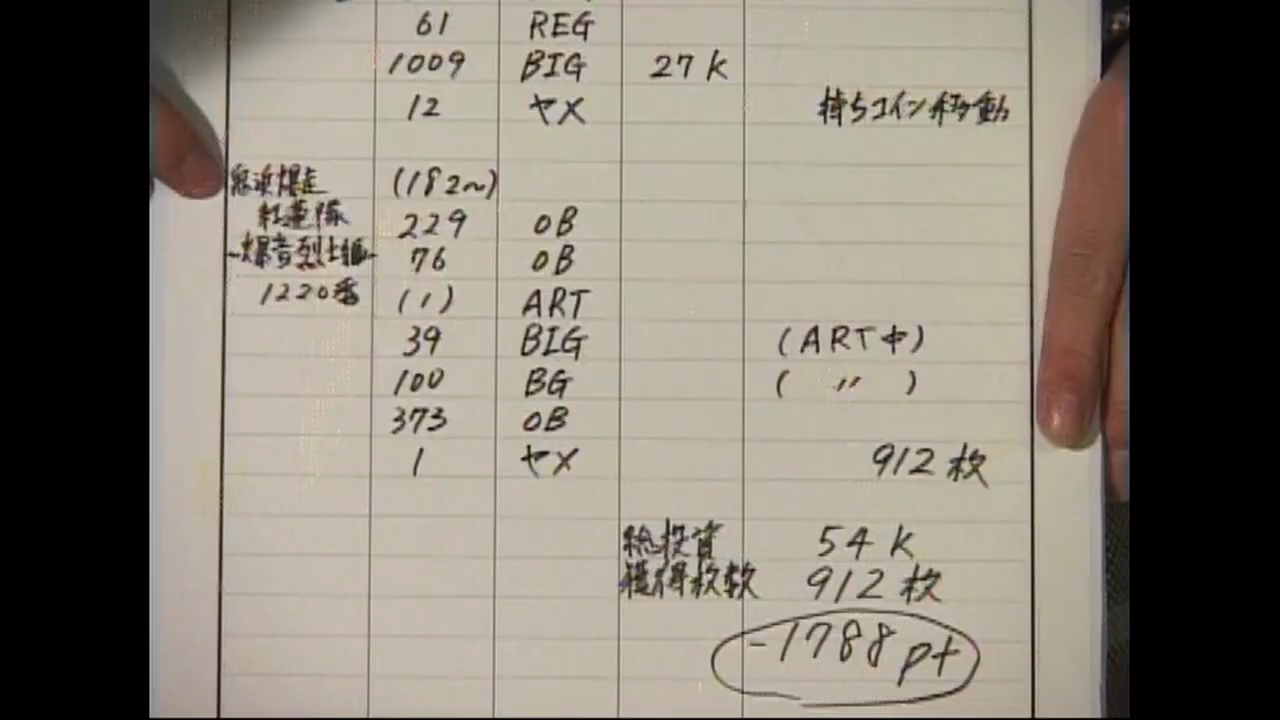 61 REG
1009 BIG 27K
12 ヤメ 持ちコイン移動
鬼浜爆走 (182~)
紅蓮隊 229 OB
-爆音烈士編- 76 OB
1220番 (1) ART
39 BIG (ART中)
100 BG ( 〃 )
373 OB
1 ヤメ 912枚
総投資 54K
獲得枚数 912枚
-1788pt